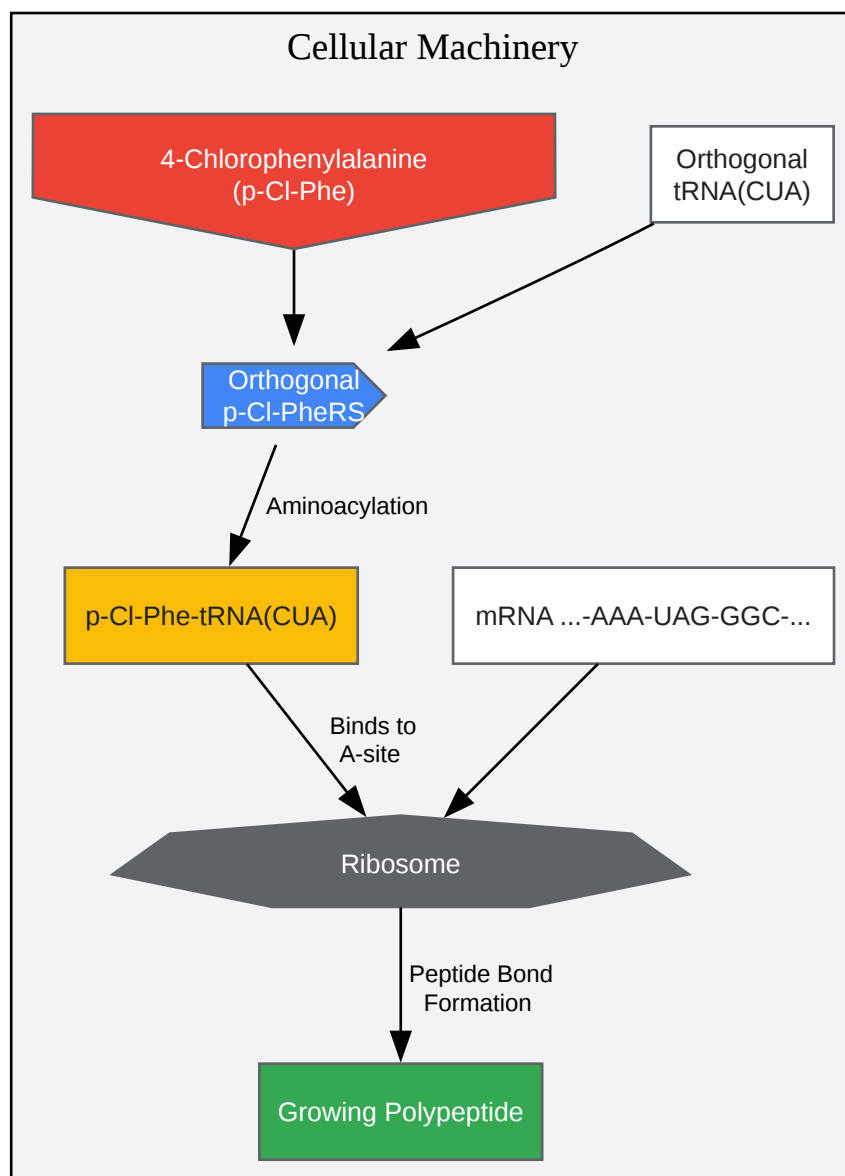 Cellular Machinery
4-Chlorophenylalanine
(p-Cl-Phe)
Orthogonal
tRNA(CUA)
Orthogonal
p-Cl-PheRS
Aminoacylation
p-Cl-Phe-tRNA(CUA)
mRNA ...-AAA-UAG-GGC-...
Binds to
A-site
Ribosome
Peptide Bond
Formation
Growing Polypeptide